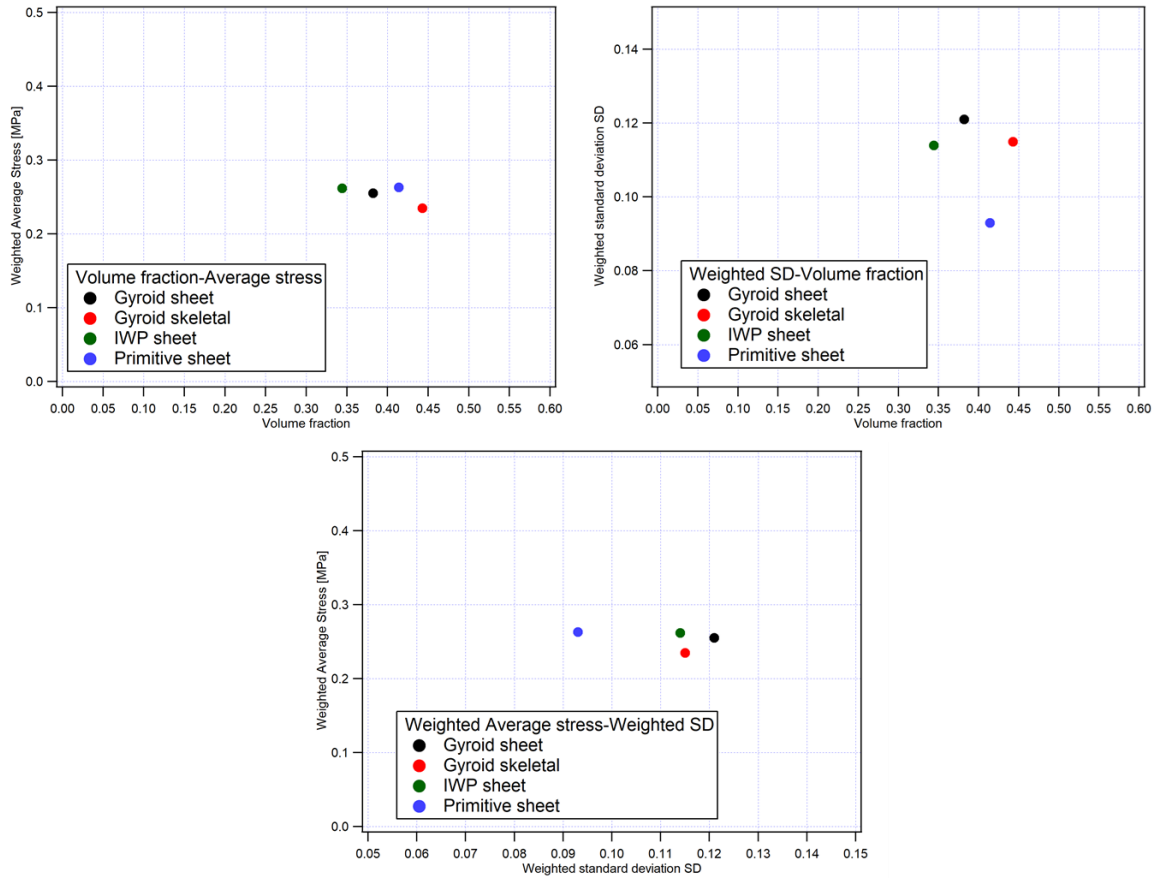 0.5
0.4
0.3
0.2
0.1
0.0
Weighted Average Stress [MPa]
Volume fraction-Average stress
Gyroid sheet
Gyroid skeletal
IWP sheet
Primitive sheet
0.00 0.05 0.10 0.15 0.20 0.25 0.30 0.35 0.40 0.45 0.50 0.55 0.60
Volume fraction
0.14
0.12
0.10
0.08
0.06
Weighted standard deviation SD
Weighted SD-Volume fraction
Gyroid sheet
Gyroid skeletal
IWP sheet
Primitive sheet
0.00 0.05 0.10 0.15 0.20 0.25 0.30 0.35 0.40 0.45 0.50 0.55 0.60
Volume fraction
0.5
0.4
0.3
0.2
0.1
0.0
Weighted Average Stress [MPa]
Weighted Average stress-Weighted SD
Gyroid sheet
Gyroid skeletal
IWP sheet
Primitive sheet
0.05 0.06 0.07 0.08 0.09 0.10 0.11 0.12 0.13 0.14 0.15
Weighted standard deviation SD